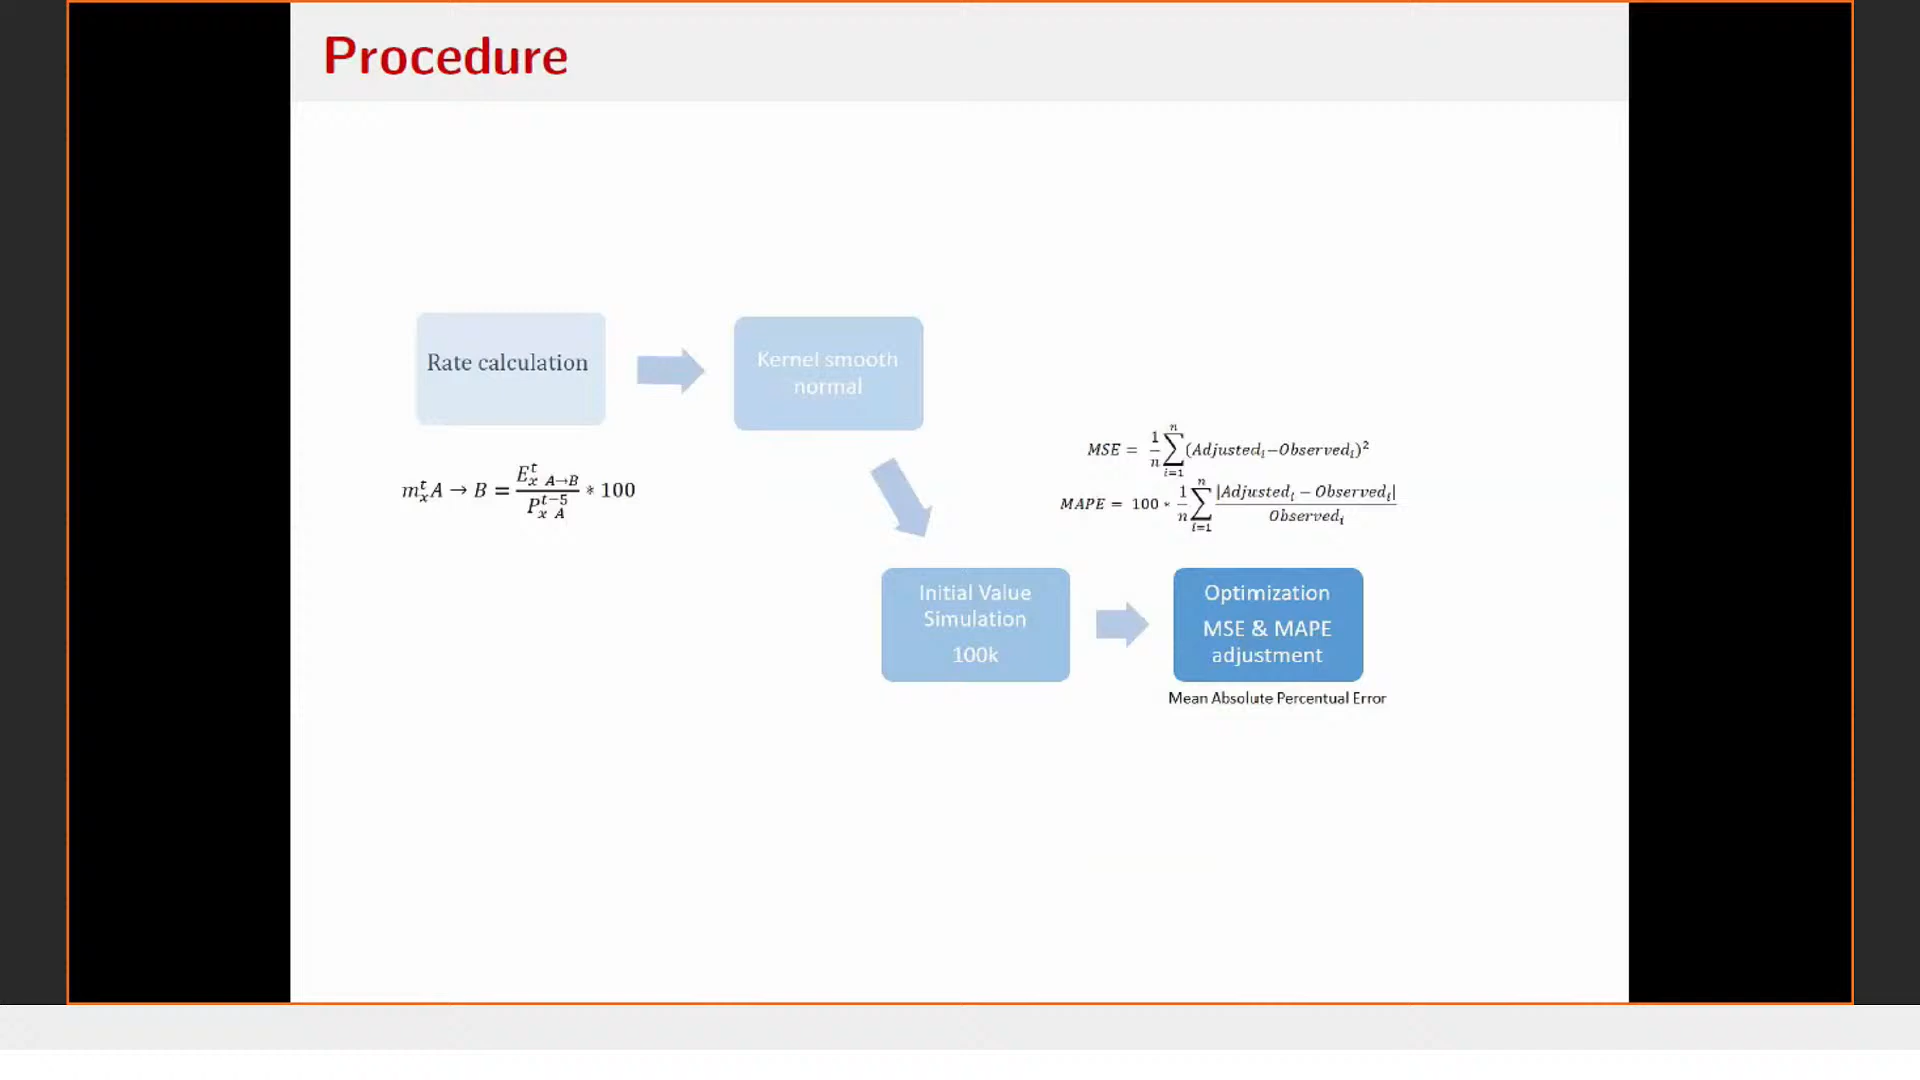 Procedure
Rate calculation
Kernel smooth
normal
$m_x^t A \rightarrow B = \frac{E_{x\ A \rightarrow B}^{t}}{P_{x\ A}^{t-5}} * 100$
$MSE = \frac{1}{n} \sum_{i=1}^{n} (Adjusted_i - Observed_i)^2$
$MAPE = 100 * \frac{1}{n} \sum_{i=1}^{n} \frac{|Adjusted_i - Observed_i|}{Observed_i}$
Initial Value
Simulation
100k
Optimization
MSE & MAPE
adjustment
Mean Absolute Percentual Error